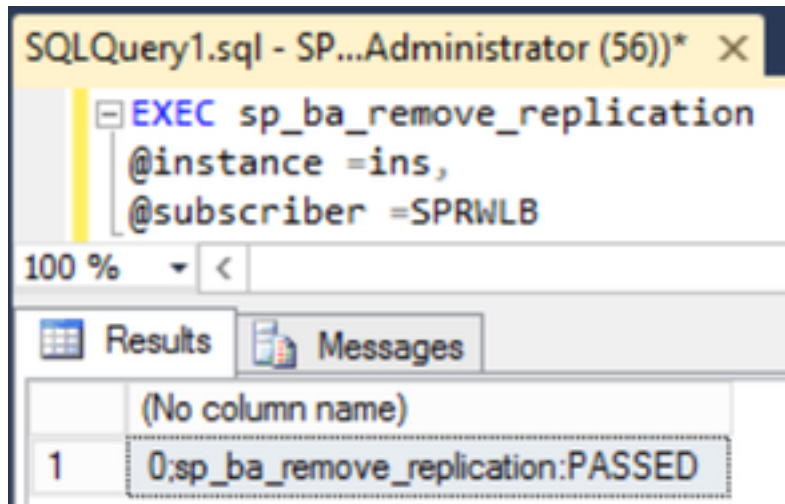 SQLQuery1.sql - SP...Administrator (56))* ×
EXEC sp_ba_remove_replication
@instance =ins,
@subscriber =SPRWLB
100 %
Results Messages
(No column name)
1 0;sp_ba_remove_replication:PASSED